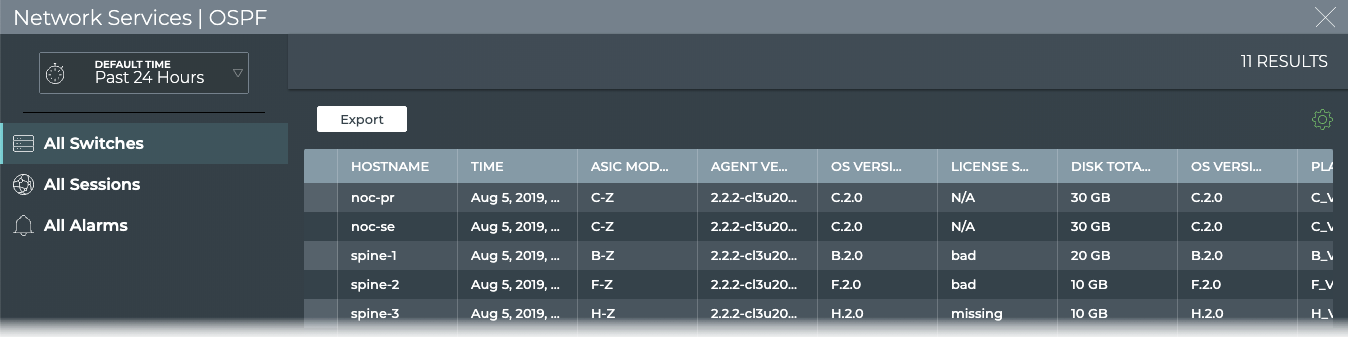 Network Services | OSPF
DEFAULT TIME
Past 24 Hours
11 RESULTS
All Switches
All Sessions
All Alarms
Export
HOSTNAME TIME ASIC MOD... AGENT VE... OS VERSI... LICENSE S... DISK TOTA... OS VERSI... PLA
noc-pr Aug 5, 2019, ... C-Z 2.2.2-cl3u20... C.2.0 N/A 30 GB C.2.0 C_V
noc-se Aug 5, 2019, ... C-Z 2.2.2-cl3u20... C.2.0 N/A 30 GB C.2.0 C_V
spine-1 Aug 5, 2019, ... B-Z 2.2.2-cl3u20... B.2.0 bad 20 GB B.2.0 B_V
spine-2 Aug 5, 2019, ... F-Z 2.2.2-cl3u20... F.2.0 bad 10 GB F.2.0 F_V
spine-3 Aug 5, 2019, ... H-Z 2.2.2-cl3u20... H.2.0 missing 10 GB H.2.0 H_V